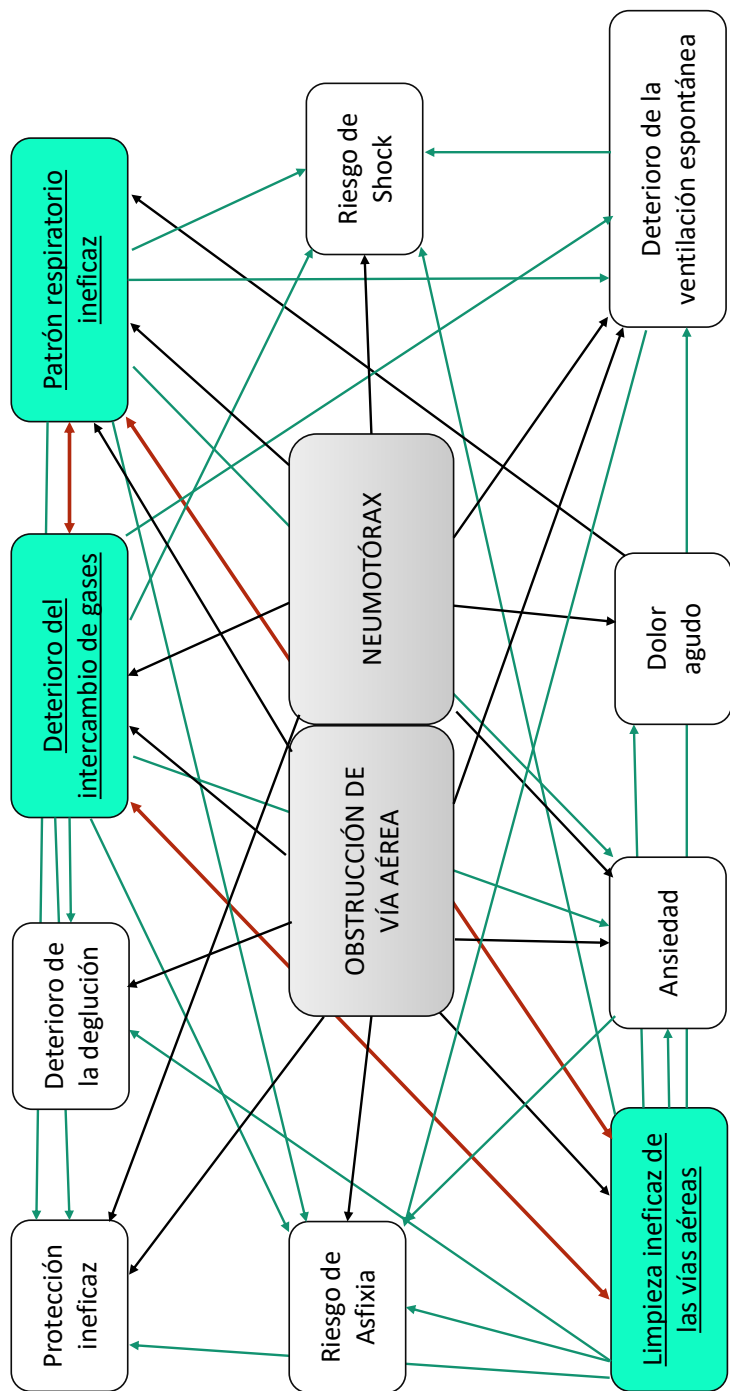 Protección
ineficaz
Deterioro de
la deglución
Deterioro del
intercambio de gases
Patrón respiratorio
ineficaz
Riesgo de
Asfixia
OBSTRUCCIÓN DE
VÍA AÉREA
NEUMOTÓRAX
Riesgo de
Shock
Limpieza ineficaz de
las vías aéreas
Ansiedad
Dolor
agudo
Deterioro de la
ventilación espontánea